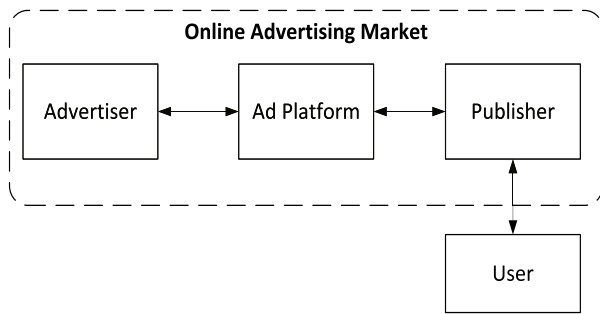 Online Advertising Market
Advertiser
Ad Platform
Publisher
User